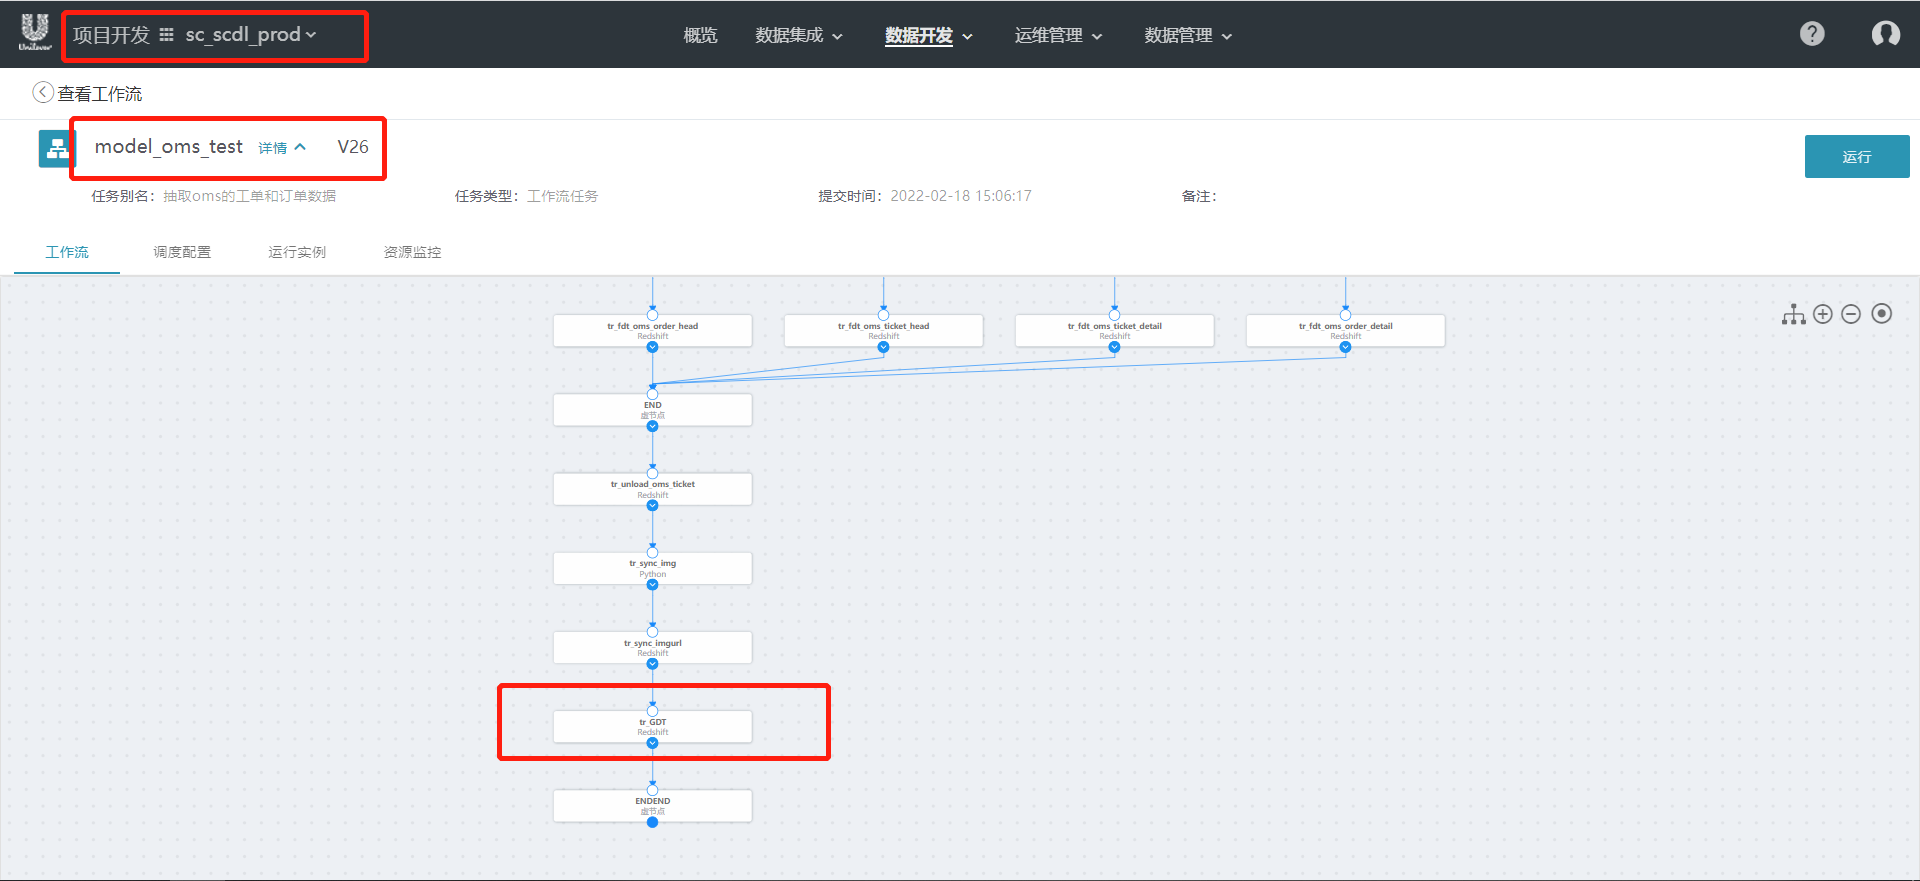 Unilever
项目开发 sc_scdl_prod
概览 数据集成 数据开发 运维管理 数据管理
查看工作流
model_oms_test 详情 V26
运行
任务别名：抽取oms的工单和订单数据 任务类型：工作流任务 提交时间：2022-02-18 15:06:17 备注：
工作流 调度配置 运行实例 资源监控
tr_fdt_oms_order_head
Redshift
tr_fdt_oms_ticket_head
Redshift
tr_fdt_oms_ticket_detail
Redshift
tr_fdt_oms_order_detail
Redshift
END
虚节点
tr_unload_oms_ticket
Redshift
tr_sync_img
Python
tr_sync_imgurl
Redshift
tr_GDT
Redshift
ENDEND
虚节点